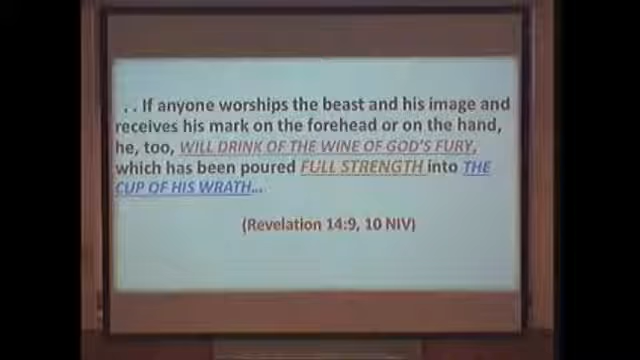 . . If anyone worships the beast and his image and
receives his mark on the forehead or on the hand,
he, too, WILL DRINK OF THE WINE OF GOD'S FURY,
which has been poured FULL STRENGTH into THE
CUP OF HIS WRATH...
(Revelation 14:9, 10 NIV)